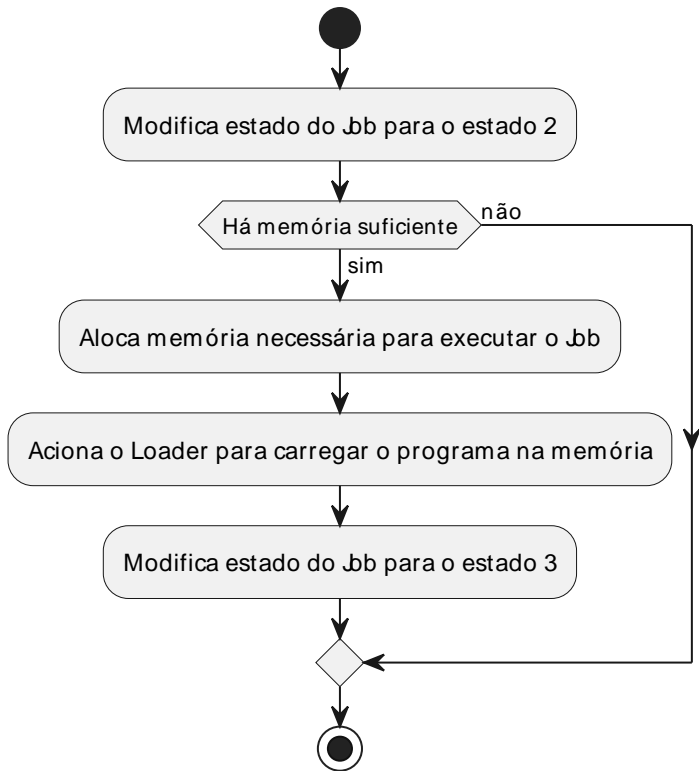 Modifica estado do Job para o estado 2
Há memória suficiente
não
sim
Aloca memória necessária para executar o Job
Aciona o Loader para carregar o programa na memória
Modifica estado do Job para o estado 3